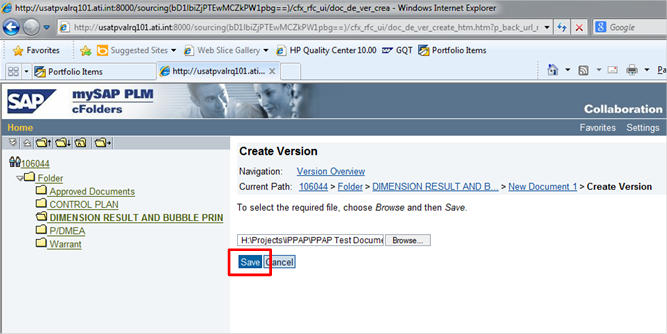 http://usatpvalrq101.ati.int:8000/sourcing(bD1lbiZjPTEwMCZkPW1pbg==)/cfx_rfc_ui/doc_de_ver_crea - Windows Internet Explorer
http://usatpvalrq101.ati.int:8000/sourcing(bD1lbiZjPTEwMCZkPW1pbg==)/cfx_rfc_ui/doc_de_ver_create_htm.htm?p_back_url_r
Google
Favorites Suggested Sites Web Slice Gallery HP Quality Center 10.00 GQT Portfolio Items
Portfolio Items http://usatpvalrq101.ati....
Pa
SAP mySAP PLM
cFolders
Collaboration
Home Favorites Settings
106044
Folder
Approved Documents
CONTROL PLAN
DIMENSION RESULT AND BUBBLE PRIN
P/DMEA
Warrant
Create Version
Navigation: Version Overview
Current Path: 106044 > Folder > DIMENSION RESULT AND B... > New Document 1 > Create Version
To select the required file, choose Browse and then Save.
H:\Projects\IPPAP\PPAP Test Docume Browse...
Save Cancel